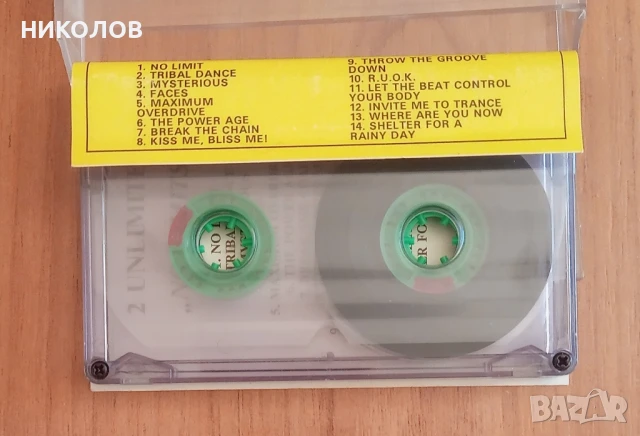 НИКОЛОВ
1. NO LIMIT
2. TRIBAL DANCE
3. MYSTERIOUS
4. FACES
5. MAXIMUM
OVERDRIVE
6. THE POWER AGE
7. BREAK THE CHAIN
8. KISS ME, BLISS ME!
9. THROW THE GROOVE
DOWN
10. R.U.O.K.
11. LET THE BEAT CONTROL
YOUR BODY
12. INVITE ME TO TRANCE
13. WHERE ARE YOU NOW
14. SHELTER FOR A
RAINY DAY
2 UNLIMITE
. NO L
TRIBA
ER FO
BAZAR